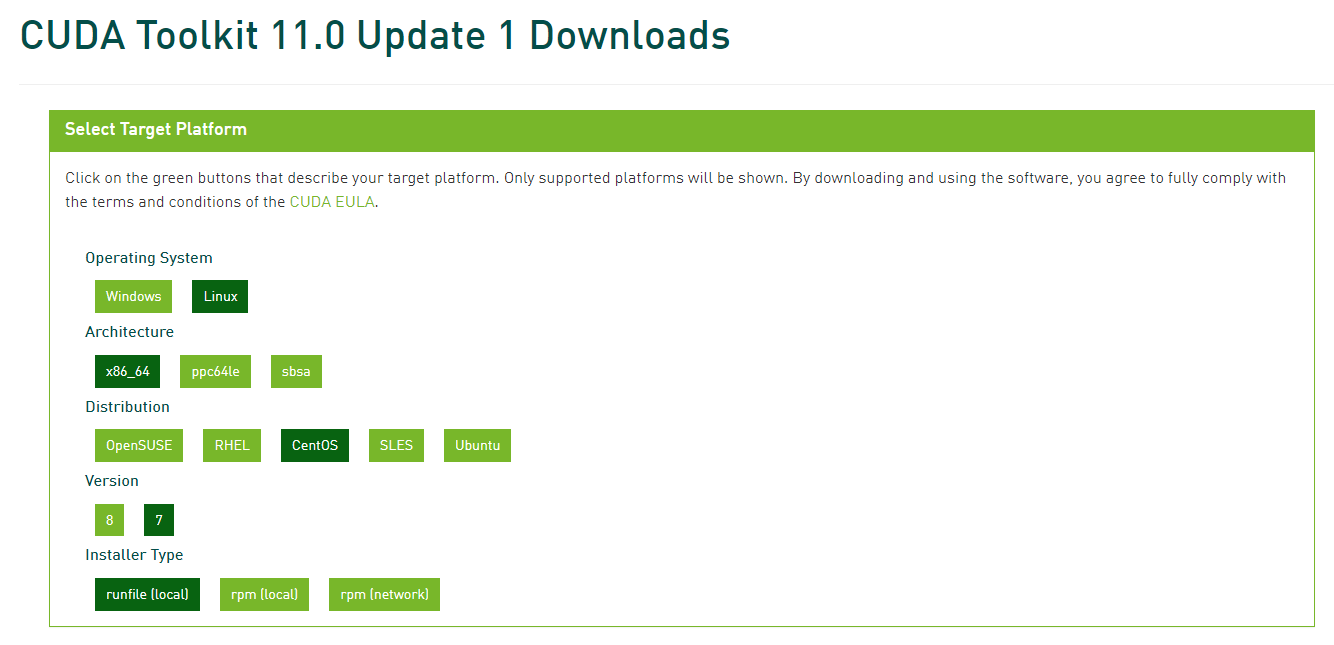 CUDA Toolkit 11.0 Update 1 Downloads
Select Target Platform
Click on the green buttons that describe your target platform. Only supported platforms will be shown. By downloading and using the software, you agree to fully comply with
the terms and conditions of the CUDA EULA.
Operating System
Windows Linux
Architecture
x86_64 ppc64le sbsa
Distribution
OpenSUSE RHEL CentOS SLES Ubuntu
Version
8 7
Installer Type
runfile (local) rpm (local) rpm (network)